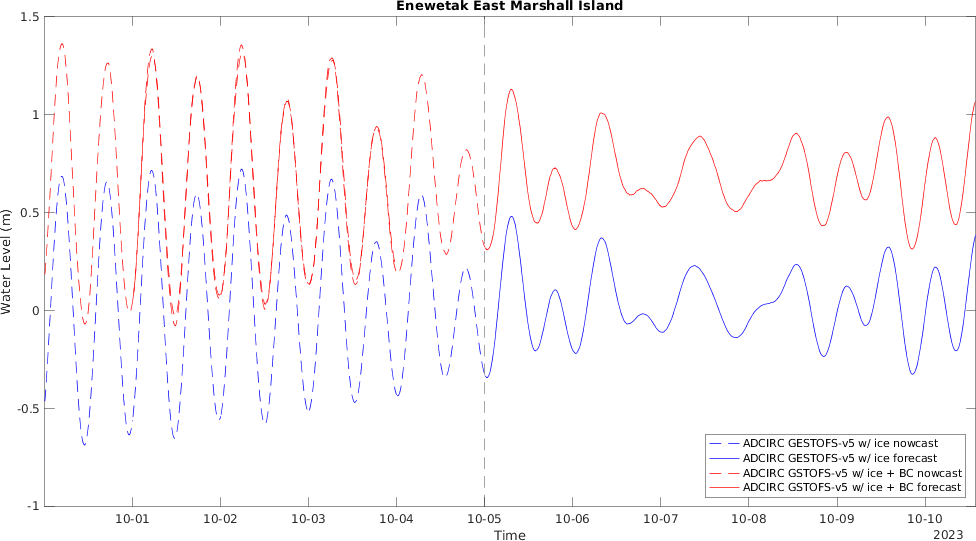 Enewetak East Marshall Island
1.5
1
0.5
0
-0.5
-1
Water Level (m)
10-01 10-02 10-03 10-04 10-05 10-06 10-07 10-08 10-09 10-10
2023
Time
ADCIRC GESTOFS-v5 w/ ice nowcast
ADCIRC GESTOFS-v5 w/ ice forecast
ADCIRC GSTOFS-v5 w/ ice + BC nowcast
ADCIRC GSTOFS-v5 w/ ice + BC forecast